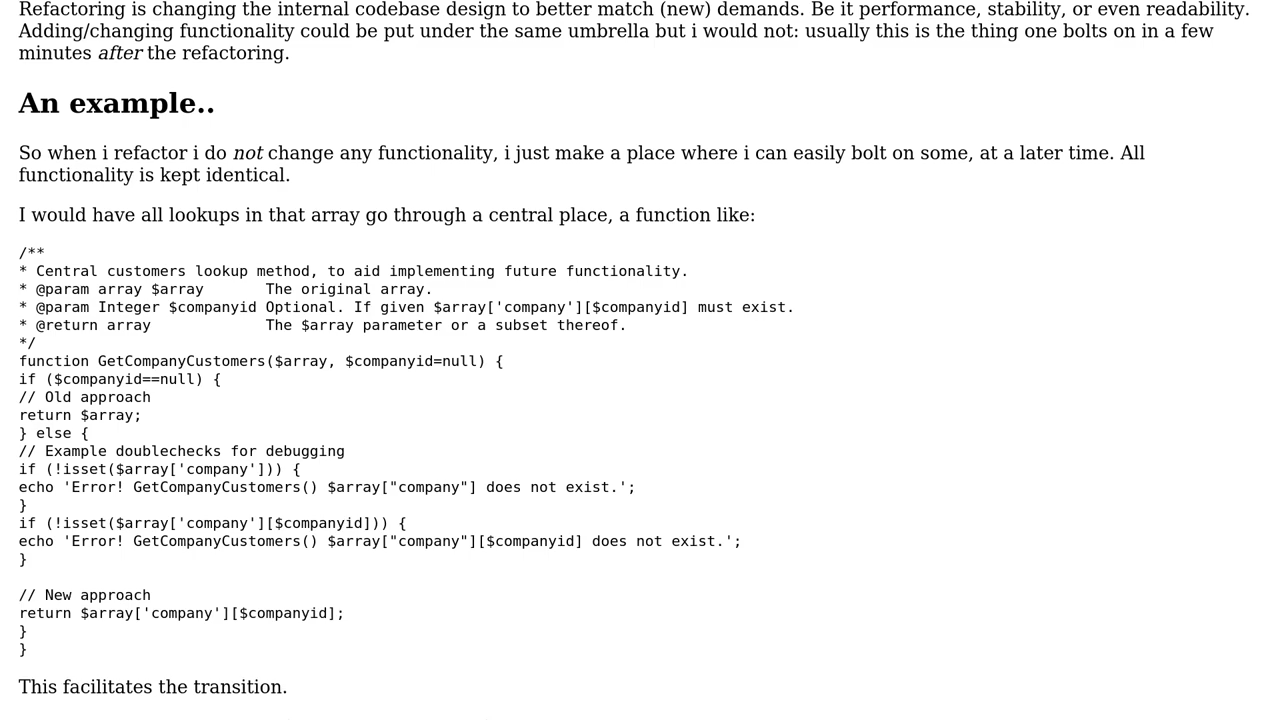 Refactoring is changing the internal codebase design to better match (new) demands. Be it performance, stability, or even readability.
Adding/changing functionality could be put under the same umbrella but i would not: usually this is the thing one bolts on in a few
minutes after the refactoring.
An example..
So when i refactor i do not change any functionality, i just make a place where i can easily bolt on some, at a later time. All
functionality is kept identical.
I would have all lookups in that array go through a central place, a function like:
/**
* Central customers lookup method, to aid implementing future functionality.
* @param array $array       The original array.
* @param Integer $companyid Optional. If given $array['company'][$companyid] must exist.
* @return array             The $array parameter or a subset thereof.
*/
function GetCompanyCustomers($array, $companyid=null) {
if ($companyid==null) {
// Old approach
return $array;
} else {
// Example doublechecks for debugging
if (!isset($array['company'])) {
echo 'Error! GetCompanyCustomers() $array["company"] does not exist.';
}
if (!isset($array['company'][$companyid])) {
echo 'Error! GetCompanyCustomers() $array["company"][$companyid] does not exist.';
}
// New approach
return $array['company'][$companyid];
}
}
This facilitates the transition.